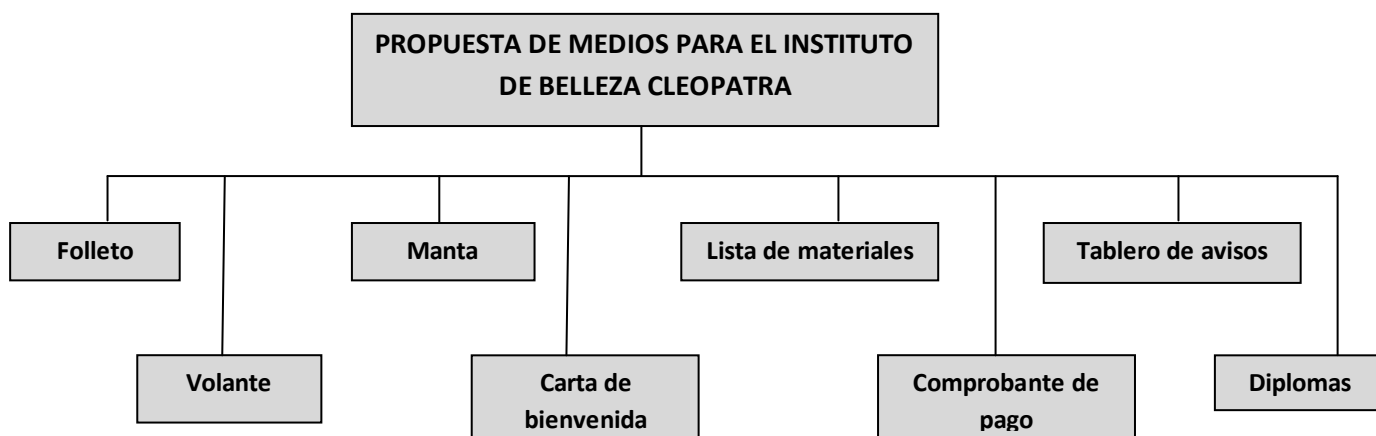 PROPUESTA DE MEDIOS PARA EL INSTITUTO
DE BELLEZA CLEOPATRA
Folleto
Manta
Lista de materiales
Tablero de avisos
Volante
Carta de
bienvenida
Comprobante de
pago
Diplomas